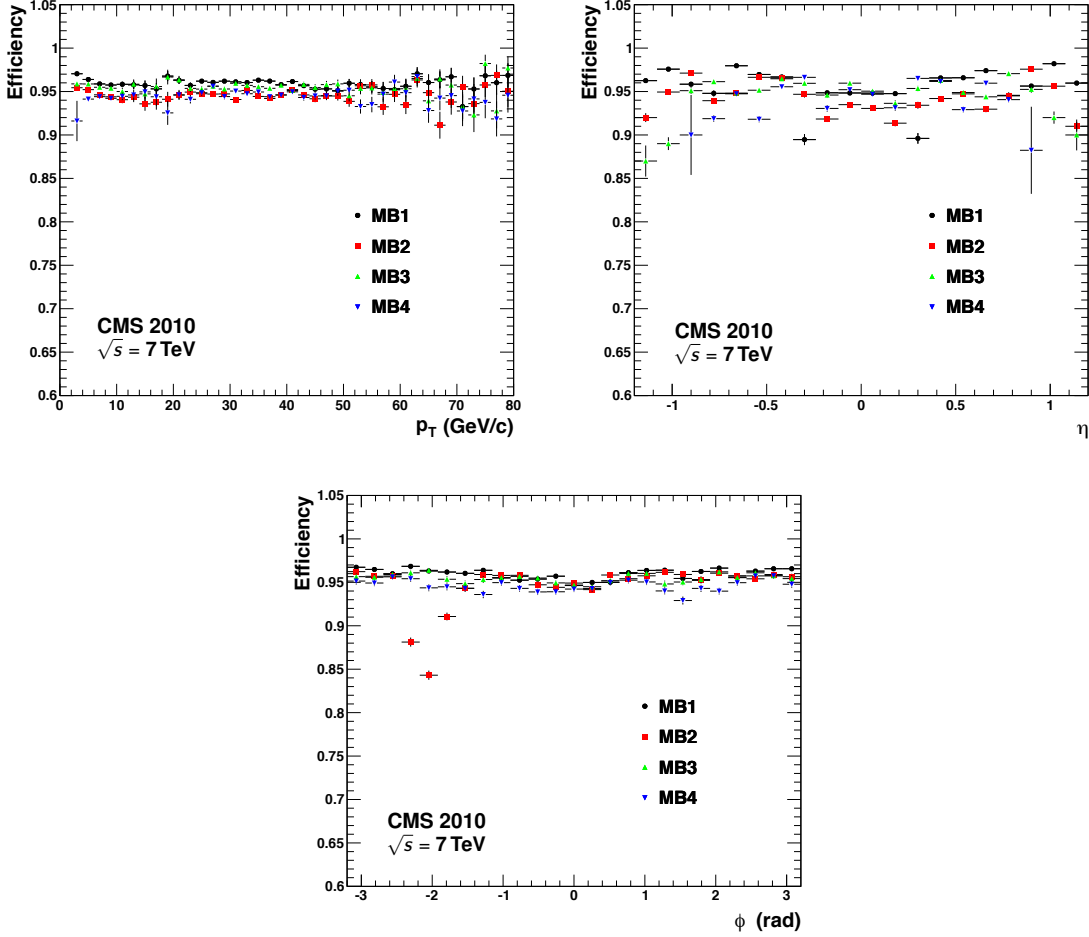 Efficiency
1.05
1
0.95
0.9
0.85
0.8
0.75
0.7
0.65
0.6
MB1
MB2
MB3
MB4
CMS 2010
√s = 7 TeV
0 10 20 30 40 50 60 70 80
p_T (GeV/c)
Efficiency
1.05
1
0.95
0.9
0.85
0.8
0.75
0.7
0.65
0.6
MB1
MB2
MB3
MB4
CMS 2010
√s = 7 TeV
-1 -0.5 0 0.5 1
η
Efficiency
1.05
1
0.95
0.9
0.85
0.8
0.75
0.7
0.65
0.6
MB1
MB2
MB3
MB4
CMS 2010
√s = 7 TeV
-3 -2 -1 0 1 2 3
ϕ (rad)